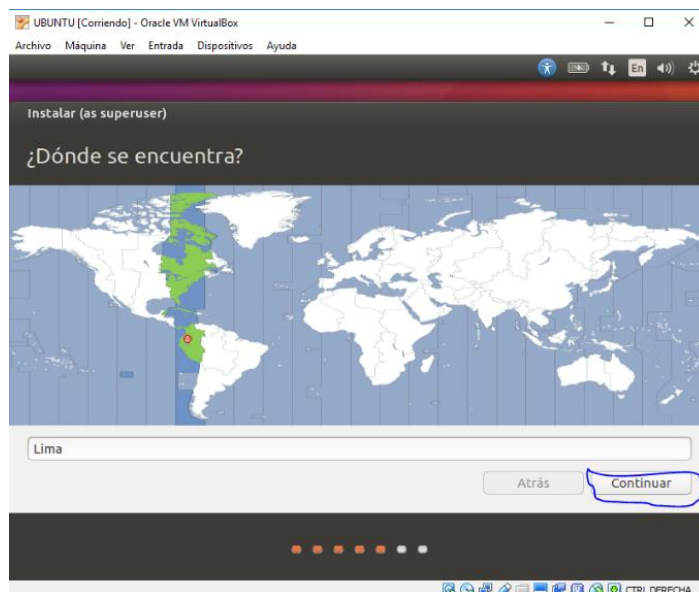 UBUNTU [Corriendo] - Oracle VM VirtualBox
Archivo Máquina Ver Entrada Dispositivos Ayuda
En
Instalar (as superuser)
¿Dónde se encuentra?
Lima
Atrás Continuar
CTRL DERECHA